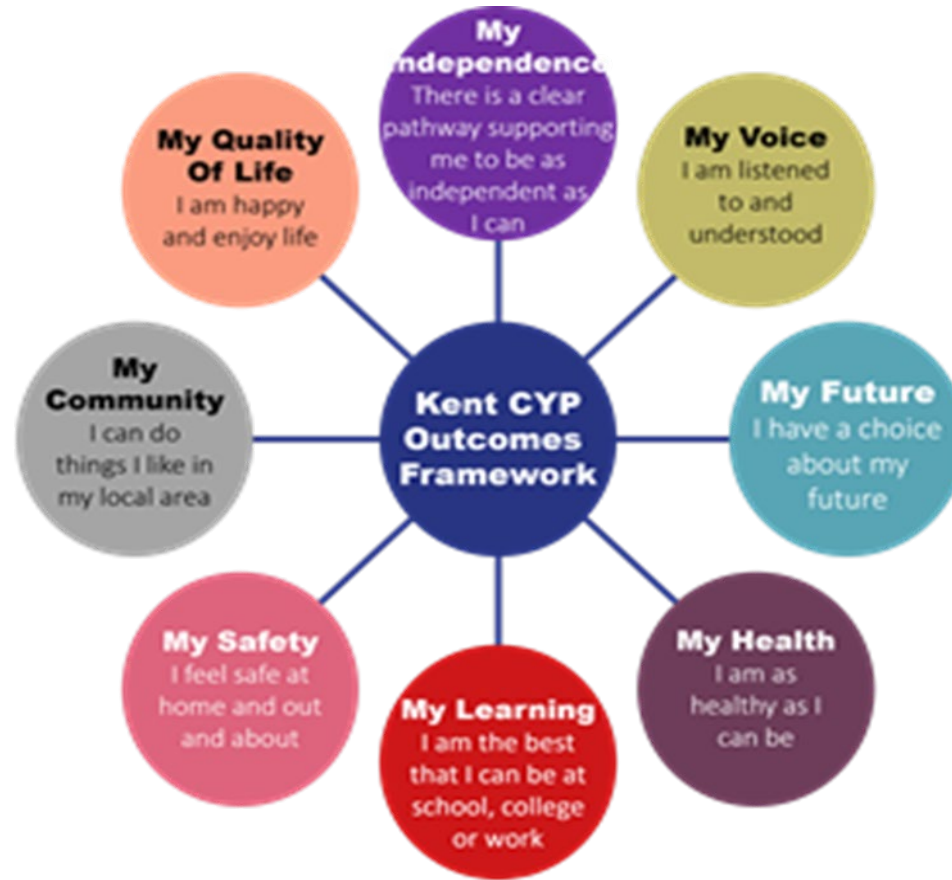 My
Independence
There is a clear
pathway supporting
me to be as
independent as
I can
My Voice
I am listened
to and
understood
My Future
I have a choice
about my
future
My Health
I am as
healthy as I
can be
My Learning
I am the best
that I can be at
school, college
or work
My Safety
I feel safe at
home and out
and about
My
Community
I can do
things I like in
my local area
My Quality
Of Life
I am happy
and enjoy life
Kent CYP
Outcomes
Framework